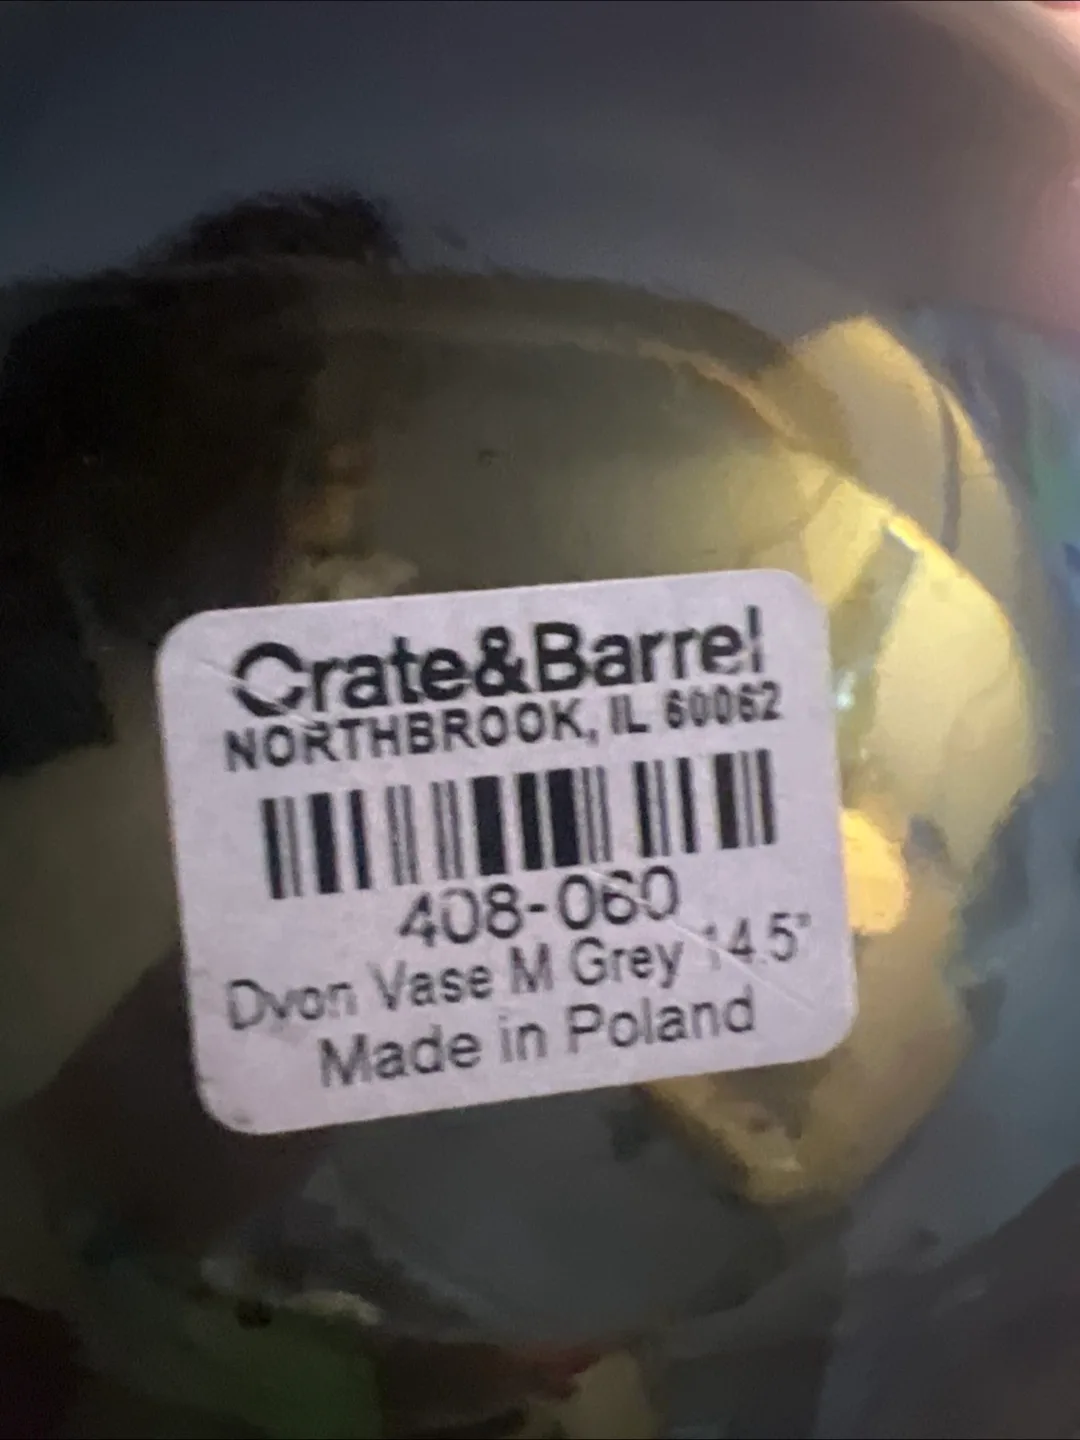 Crate&Barrel
NORTHBROOK, IL 60062
408-060
Dvon Vase M Grey 14.5"
Made in Poland